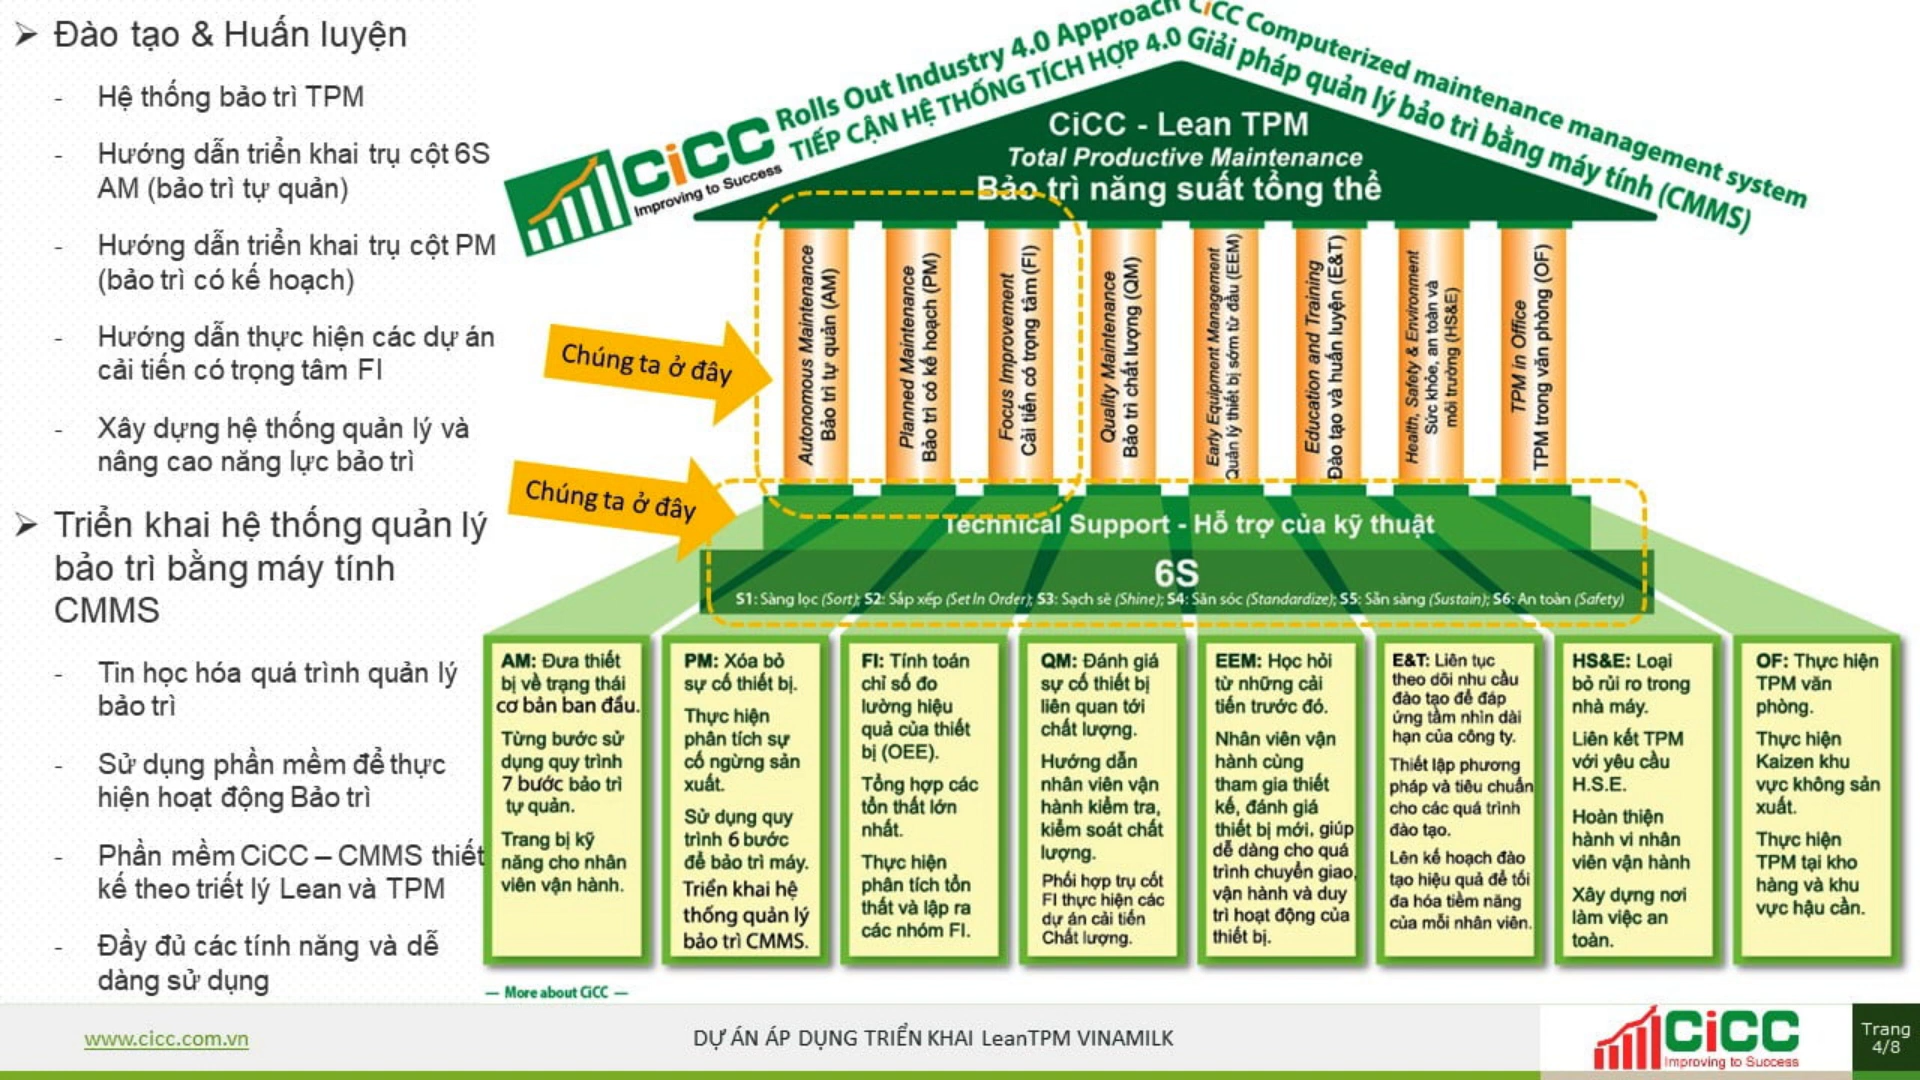 ➢ Đào tạo & Huấn luyện
- Hệ thống bảo trì TPM
- Hướng dẫn triển khai trụ cột 6S
AM (bảo trì tự quản)
- Hướng dẫn triển khai trụ cột PM
(bảo trì có kế hoạch)
- Hướng dẫn thực hiện các dự án
cải tiến có trọng tâm FI
- Xây dựng hệ thống quản lý và
nâng cao năng lực bảo trì
➢ Triển khai hệ thống quản lý
bảo trì bằng máy tính
CMMS
- Tin học hóa quá trình quản lý
bảo trì
- Sử dụng phần mềm để thực
hiện hoạt động Bảo trì
- Phần mềm CiCC – CMMS thiết
kế theo triết lý Lean và TPM
- Đầy đủ các tính năng và dễ
dàng sử dụng
CiCC
Improving to Success
Rolls Out Industry 4.0 Approach
TIẾP CẬN HỆ THỐNG TÍCH HỢP 4.0
CiCC Computerized maintenance management system
Giải pháp quản lý bảo trì bằng máy tính (CMMS)
CiCC - Lean TPM
Total Productive Maintenance
Bảo trì năng suất tổng thể
Chúng ta ở đây
Chúng ta ở đây
Autonomous Maintenance
Bảo trì tự quản (AM)
Planned Maintenance
Bảo trì có kế hoạch (PM)
Focus Improvement
Cải tiến có trọng tâm (FI)
Quality Maintenance
Bảo trì chất lượng (QM)
Early Equipment Management
Quản lý thiết bị sớm từ đầu (EEM)
Education and Training
Đào tạo và huấn luyện (E&T)
Health, Safety & Environment
Sức khỏe, an toàn và
môi trường (HS&E)
TPM in Office
TPM trong văn phòng (OF)
Technical Support - Hỗ trợ của kỹ thuật
6S
S1: Sàng lọc (Sort); S2: Sắp xếp (Set In Order); S3: Sạch sẽ (Shine); S4: Săn sóc (Standardize); S5: Sẵn sàng (Sustain); S6: An toàn (Safety)
AM: Đưa thiết
bị về trạng thái
cơ bản ban đầu.
Từng bước sử
dụng quy trình
7 bước bảo trì
tự quản.
Trang bị kỹ
năng cho nhân
viên vận hành.
PM: Xóa bỏ
sự cố thiết bị.
Thực hiện
phân tích sự
cố ngừng sản
xuất.
Sử dụng quy
trình 6 bước
để bảo trì máy.
Triển khai hệ
thống quản lý
bảo trì CMMS.
FI: Tính toán
chỉ số đo
lường hiệu
quả của thiết
bị (OEE).
Tổng hợp các
tổn thất lớn
nhất.
Thực hiện
phân tích tổn
thất và lập ra
các nhóm FI.
QM: Đánh giá
sự cố thiết bị
liên quan tới
chất lượng.
Hướng dẫn
nhân viên vận
hành kiểm tra,
kiểm soát chất
lượng.
Phối hợp trụ cốt
FI thực hiện các
dự án cải tiến
Chất lượng.
EEM: Học hỏi
từ những cải
tiến trước đó.
Nhân viên vận
hành cùng
tham gia thiết
kế, đánh giá
thiết bị mới, giúp
dễ dàng cho quá
trình chuyển giao,
vận hành và duy
trì hoạt động của
thiết bị.
E&T: Liên tục
theo dõi nhu cầu
đào tạo để đáp
ứng tầm nhìn dài
hạn của công ty.
Thiết lập phương
pháp và tiêu chuẩn
cho các quá trình
đào tạo.
Lên kế hoạch đào
tạo hiệu quả để tối
đa hóa tiềm năng
của mỗi nhân viên.
HS&E: Loại
bỏ rủi ro trong
nhà máy.
Liên kết TPM
với yêu cầu
H.S.E.
Hoàn thiện
hành vi nhân
viên vận hành
Xây dựng nơi
làm việc an
toàn.
OF: Thực hiện
TPM văn
phòng.
Thực hiện
Kaizen khu
vực không sản
xuất.
Thực hiện
TPM tại kho
hàng và khu
vực hậu cần.
— More about CiCC —
www.cicc.com.vn
DỰ ÁN ÁP DỤNG TRIỂN KHAI LeanTPM VINAMILK
CiCC
Improving to Success
Trang
4/8